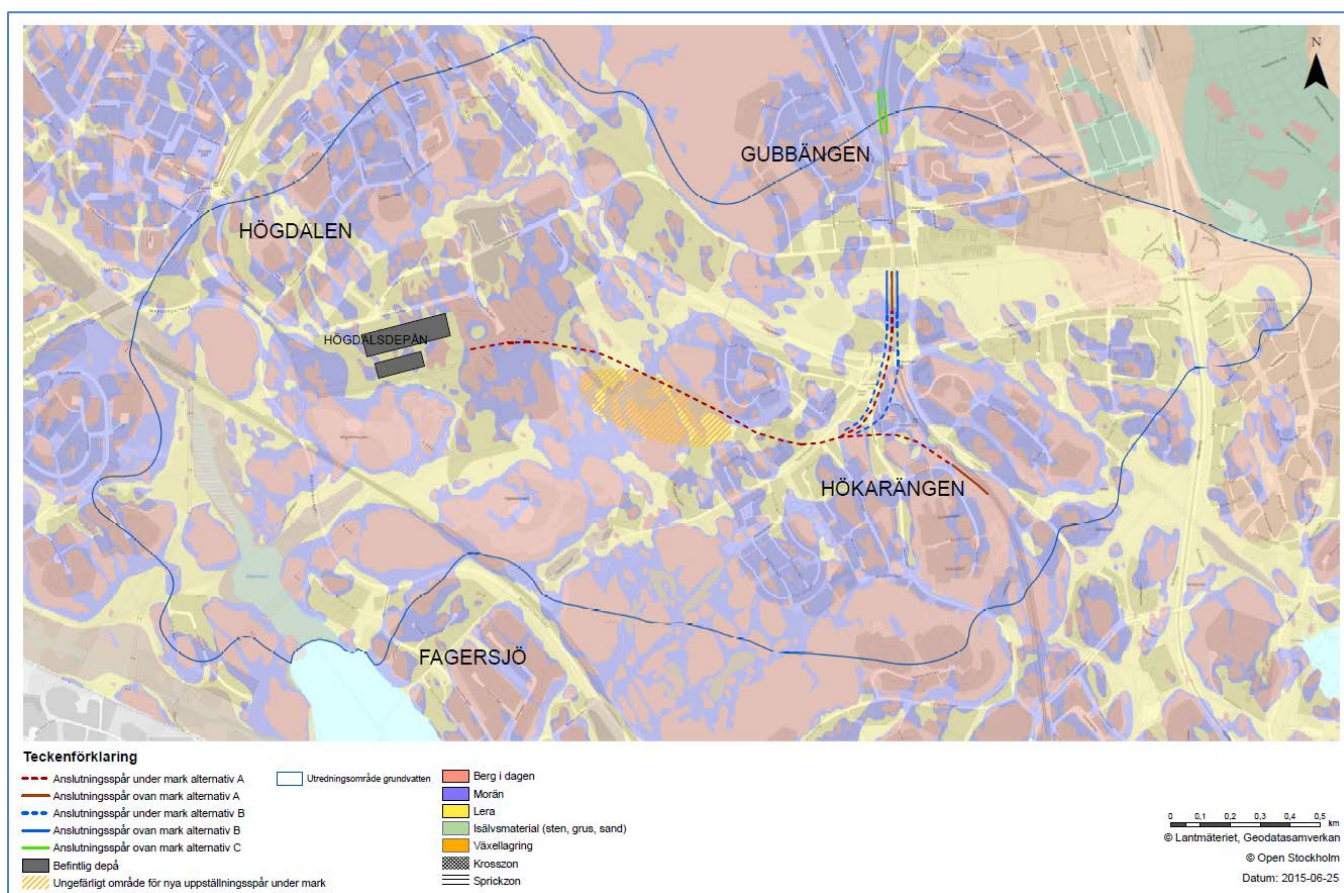 N
GUBBÄNGEN
HÖGDALEN
HÖGDALSDEPÅN
HÖKARÄNGEN
FAGERSJÖ
Teckenförklaring
Anslutningsspår under mark alternativ A
Anslutningsspår ovan mark alternativ A
Anslutningsspår under mark alternativ B
Anslutningsspår ovan mark alternativ B
Anslutningsspår ovan mark alternativ C
Befintlig depå
Ungefärligt område för nya uppställningsspår under mark
Utredningsområde grundvatten
Berg i dagen
Morän
Lera
Isälvsmaterial (sten, grus, sand)
Växellagring
Krosszon
Sprickzon
0 0,1 0,2 0,3 0,4 0,5
km
© Lantmäteriet, Geodatasamverkan
© Open Stockholm
Datum: 2015-06-25